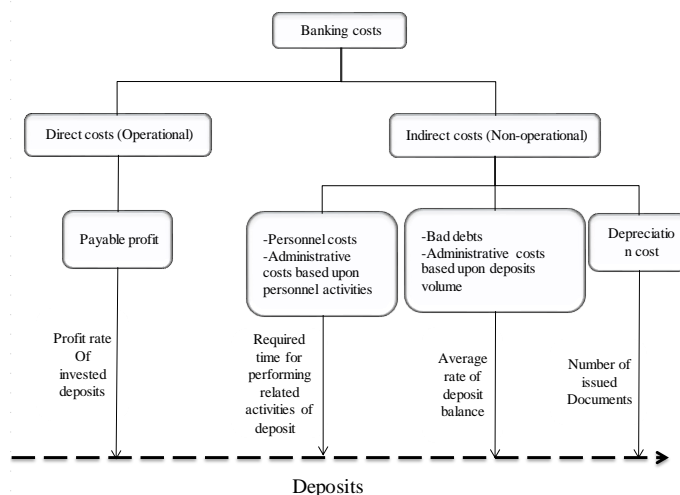 Banking costs
Direct costs (Operational)
Indirect costs (Non-operational)
Payable profit
-Personnel costs
-Administrative
costs based upon
personnel activities
-Bad debts
-Administrative costs
based upon deposits
volume
Depreciatio
n cost
Profit rate
Of
invested
deposits
Required
time for
performing
related
activities of
deposit
Average
rate of
deposit
balance
Number of
issued
Documents
Deposits